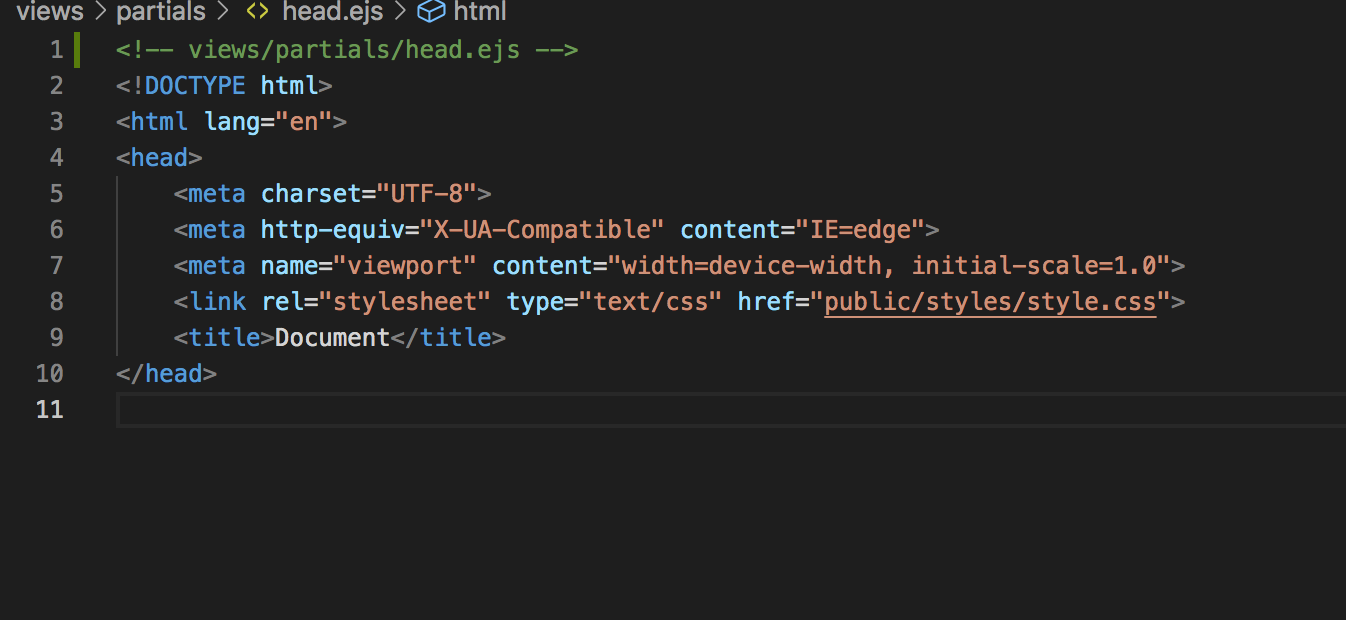 views > partials > <> head.ejs > html
1 <!-- views/partials/head.ejs -->
2 <!DOCTYPE html>
3 <html lang="en">
4 <head>
5     <meta charset="UTF-8">
6     <meta http-equiv="X-UA-Compatible" content="IE=edge">
7     <meta name="viewport" content="width=device-width, initial-scale=1.0">
8     <link rel="stylesheet" type="text/css" href="public/styles/style.css">
9     <title>Document</title>
10 </head>
11